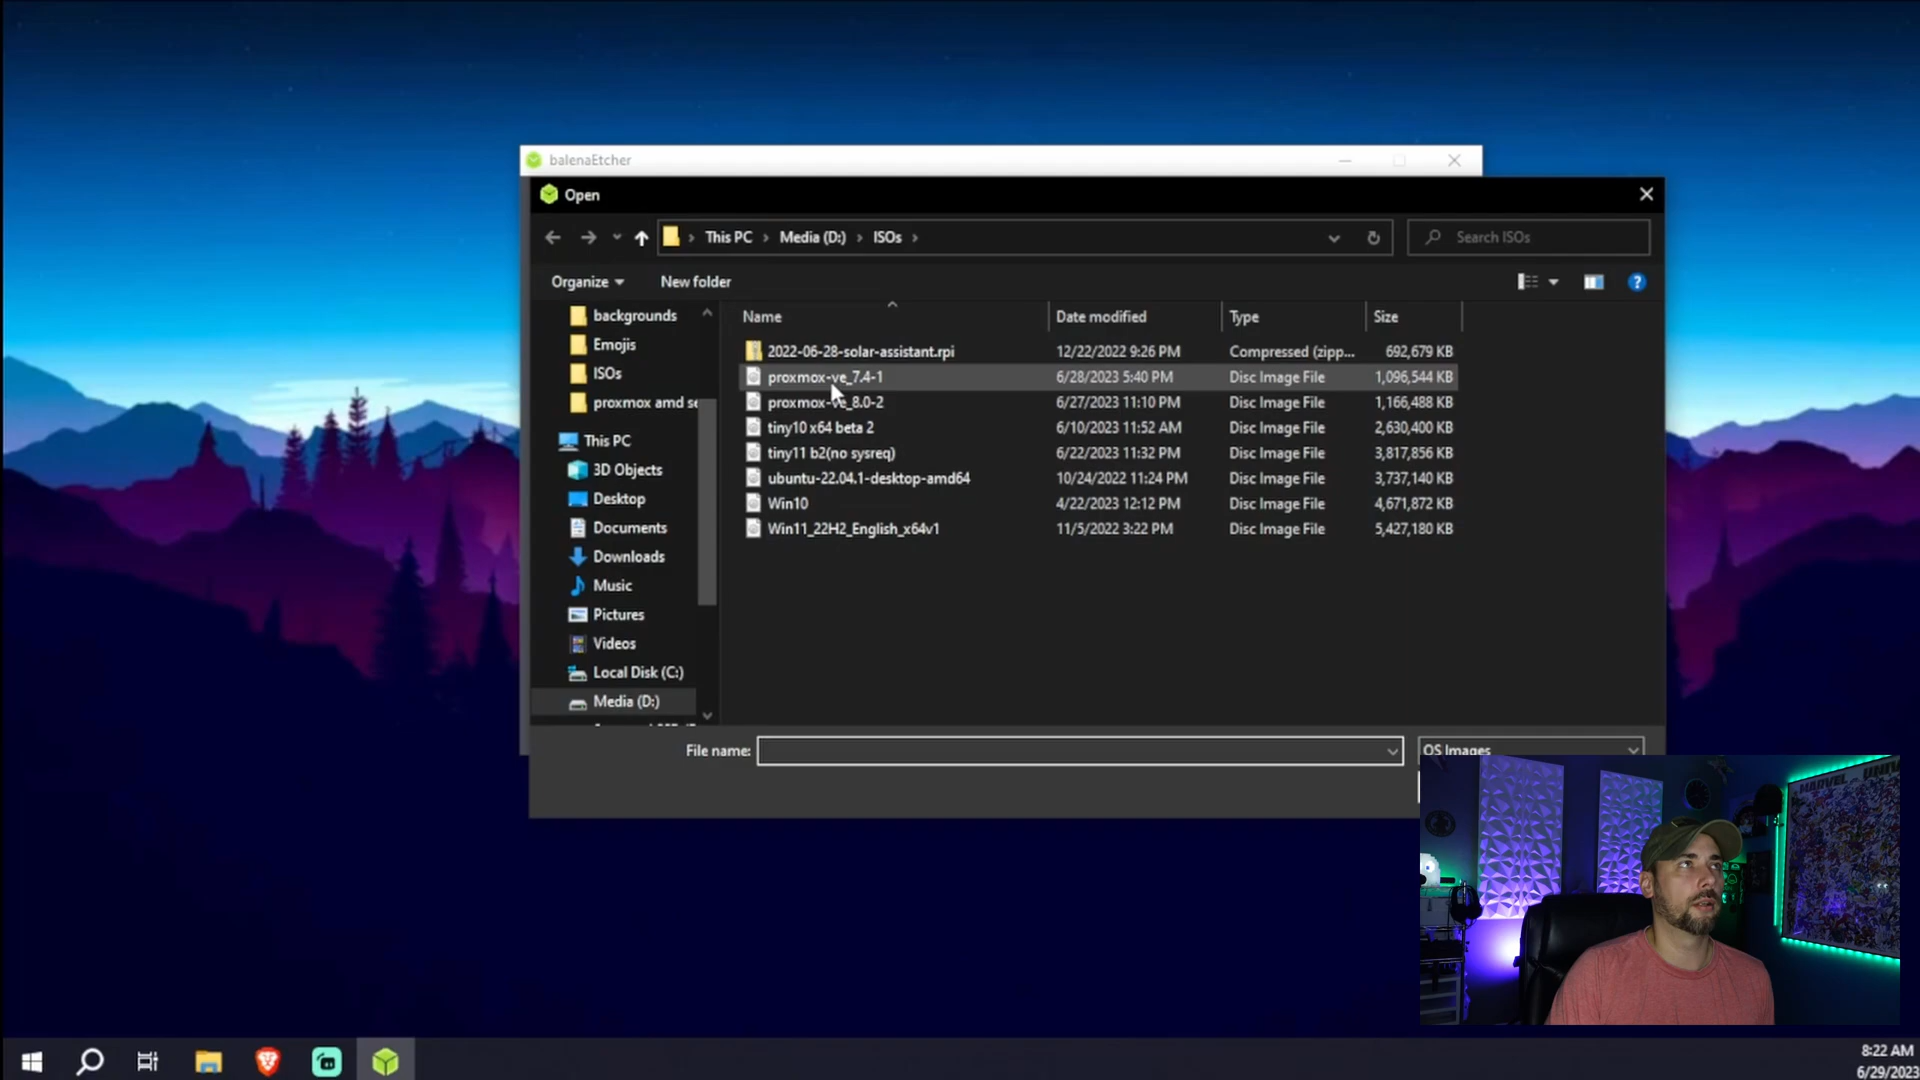 balenaEtcher
Open
This PC > Media (D:) > ISOs >
Search ISOs
Organize
New folder
backgrounds
Emojis
ISOs
proxmox amd se
This PC
3D Objects
Desktop
Documents
Downloads
Music
Pictures
Videos
Local Disk (C:)
Media (D:)
Name Date modified Type Size
2022-06-28-solar-assistant.rpi 12/22/2022 9:26 PM Compressed (zipp... 692,679 KB
proxmox-ve_7.4-1 6/28/2023 5:40 PM Disc Image File 1,096,544 KB
proxmox-ve_8.0-2 6/27/2023 11:10 PM Disc Image File 1,166,488 KB
tiny10 x64 beta 2 6/10/2023 11:52 AM Disc Image File 2,630,400 KB
tiny11 b2(no sysreq) 6/22/2023 11:32 PM Disc Image File 3,817,856 KB
ubuntu-22.04.1-desktop-amd64 10/24/2022 11:24 PM Disc Image File 3,737,140 KB
Win10 4/22/2023 12:12 PM Disc Image File 4,671,872 KB
Win11_22H2_English_x64v1 11/5/2022 3:22 PM Disc Image File 5,427,180 KB
File name:
OS Images
MARVEL UNIV
8:22 AM
6/29/2023